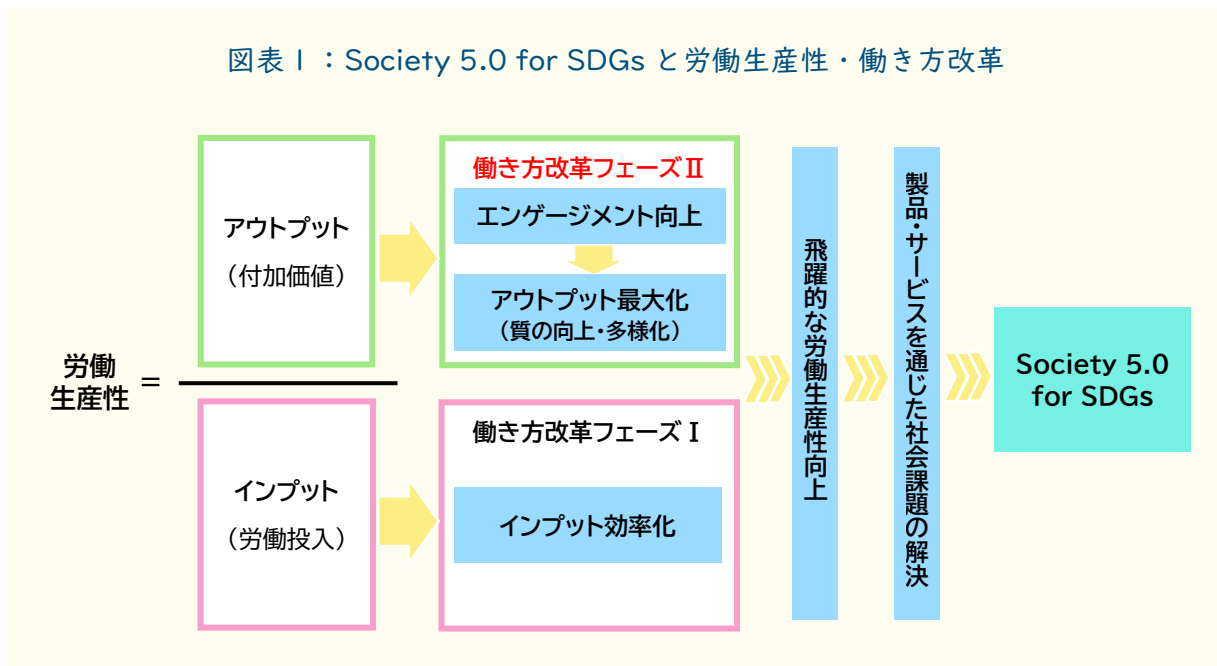 図表Ⅰ：Society 5.0 for SDGs と労働生産性・働き方改革
労働
生産性
=
アウトプット
（付加価値）
インプット
（労働投入）
働き方改革フェーズⅡ
エンゲージメント向上
アウトプット最大化
（質の向上・多様化）
働き方改革フェーズⅠ
インプット効率化
飛躍的な労働生産性向上
製品・サービスを通じた社会課題の解決
Society 5.0
for SDGs